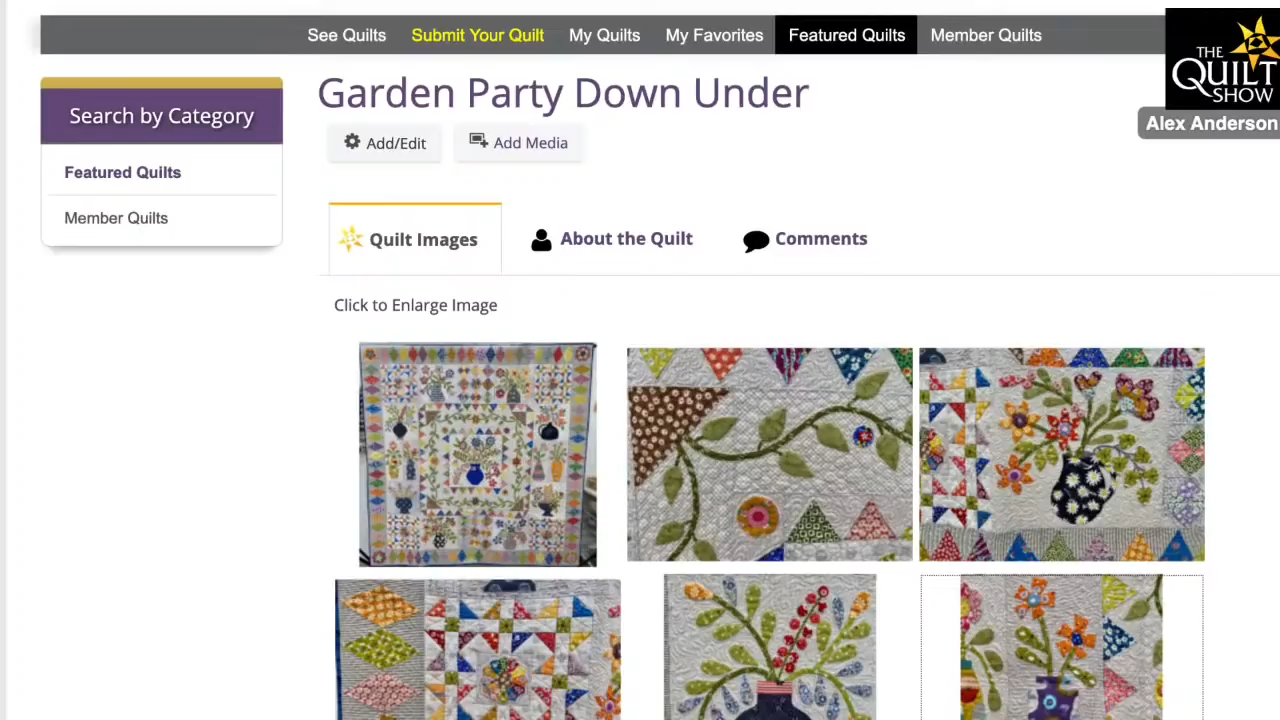 See Quilts Submit Your Quilt My Quilts My Favorites Featured Quilts Member Quilts
THE QUILT SHOW
Alex Anderson
Search by Category
Featured Quilts
Member Quilts
Garden Party Down Under
Add/Edit Add Media
Quilt Images About the Quilt Comments
Click to Enlarge Image